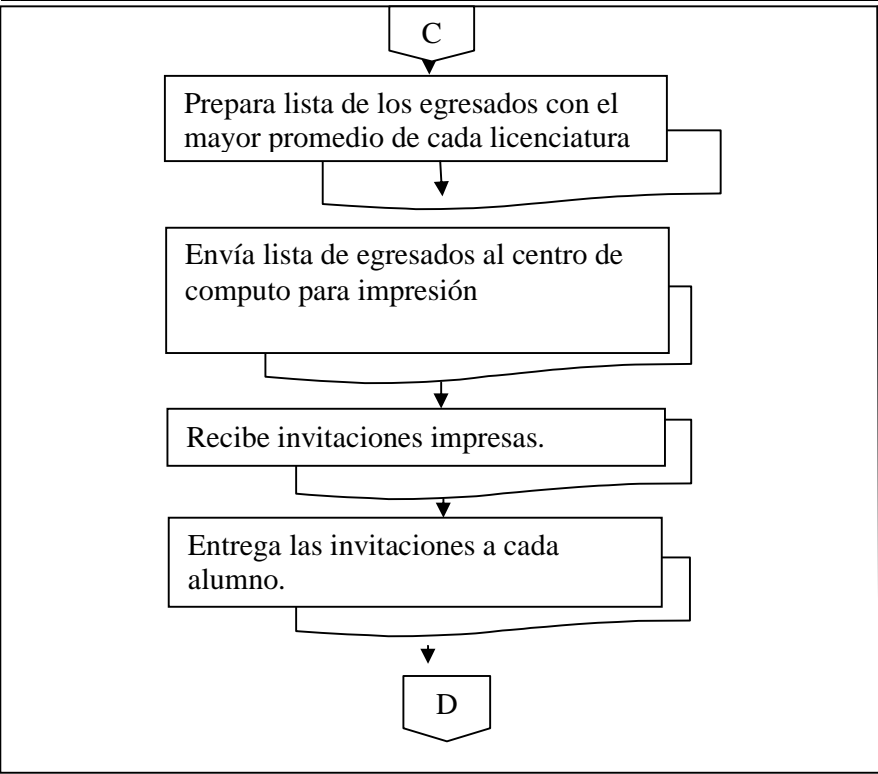 C
Prepara lista de los egresados con el
mayor promedio de cada licenciatura
Envía lista de egresados al centro de
computo para impresión
Recibe invitaciones impresas.
Entrega las invitaciones a cada
alumno.
D